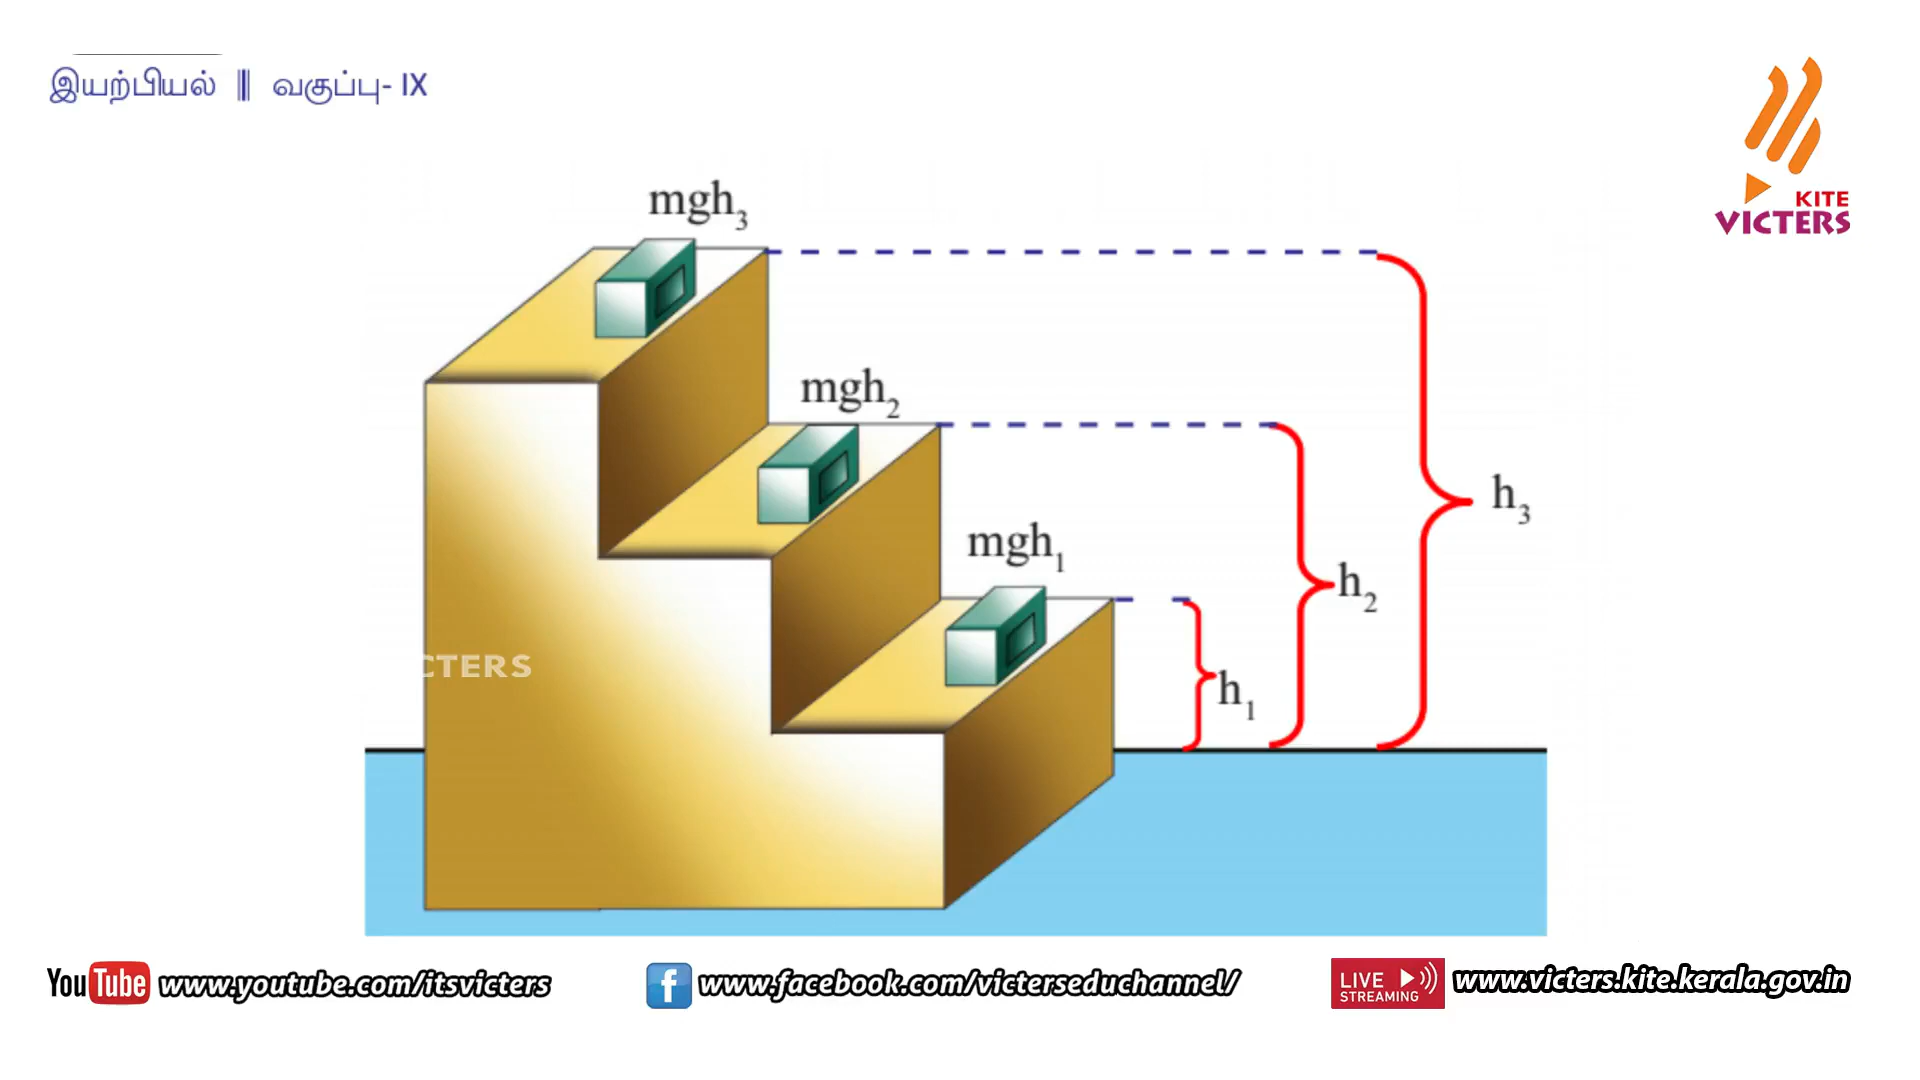 இயற்பியல் || வகுப்பு- IX
KITE
VICTERS
mgh₃
mgh₂
mgh₁
h₃
h₂
h₁
CTERS
YouTube www.youtube.com/itsvicters
f www.facebook.com/victerseduchannel/
LIVE STREAMING www.victers.kite.kerala.gov.in